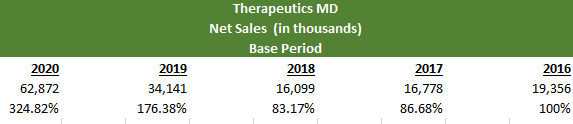 Therapeutics MD
Net Sales (in thousands)
Base Period
2020 2019 2018 2017 2016
62,872 34,141 16,099 16,778 19,356
324.82% 176.38% 83.17% 86.68% 100%